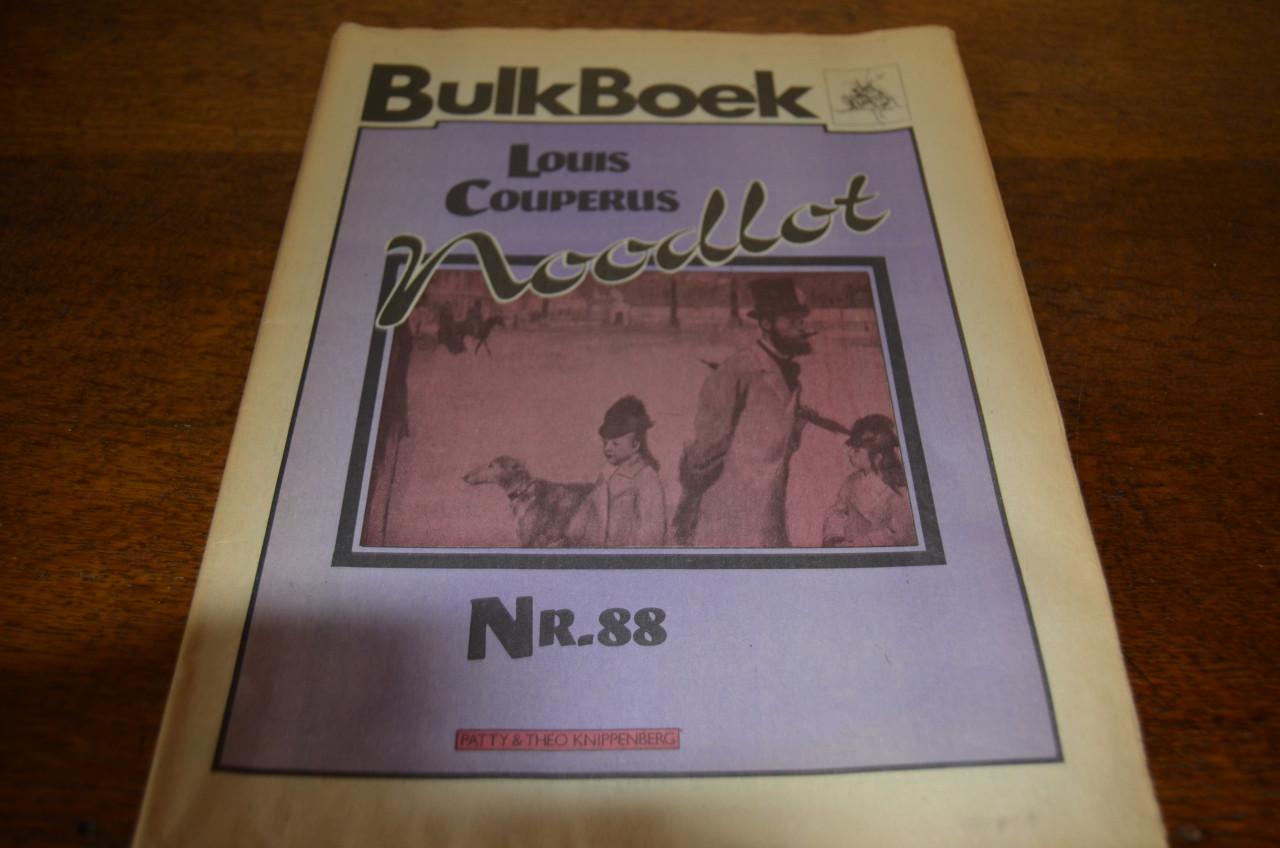 BulkBoek
Louis
Couperus
Noodlot
Nr. 88
PATTY & THEO KNIPPENBERG